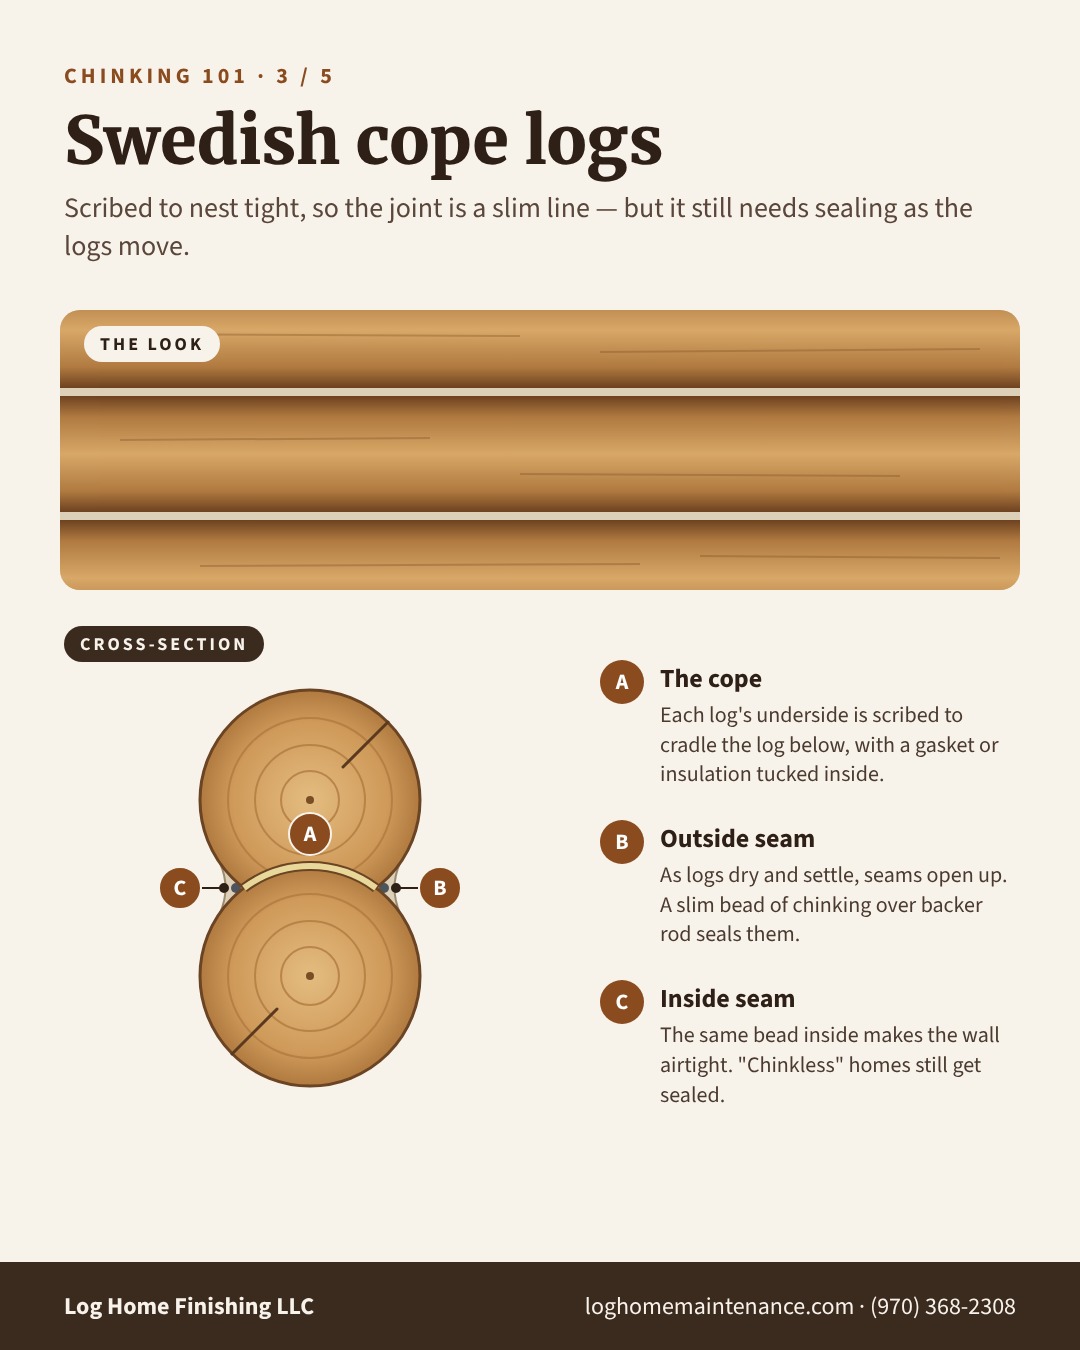 CHINKING 101 · 3 / 5
Swedish cope logs
Scribed to nest tight, so the joint is a slim line — but it still needs sealing as the
logs move.
THE LOOK
CROSS-SECTION
A
C
B
A
The cope
Each log's underside is scribed to
cradle the log below, with a gasket or
insulation tucked inside.
B
Outside seam
As logs dry and settle, seams open up.
A slim bead of chinking over backer
rod seals them.
C
Inside seam
The same bead inside makes the wall
airtight. "Chinkless" homes still get
sealed.
Log Home Finishing LLC
loghomemaintenance.com · (970) 368-2308